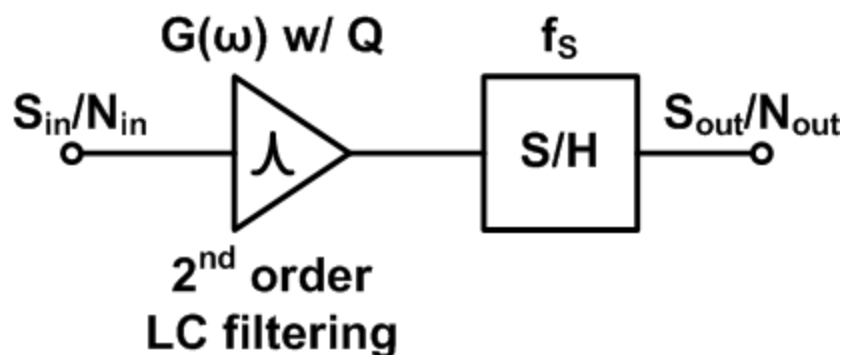 G(ω) w/ Q
f_S
S_in/N_in
S/H
S_out/N_out
2^nd order
LC filtering